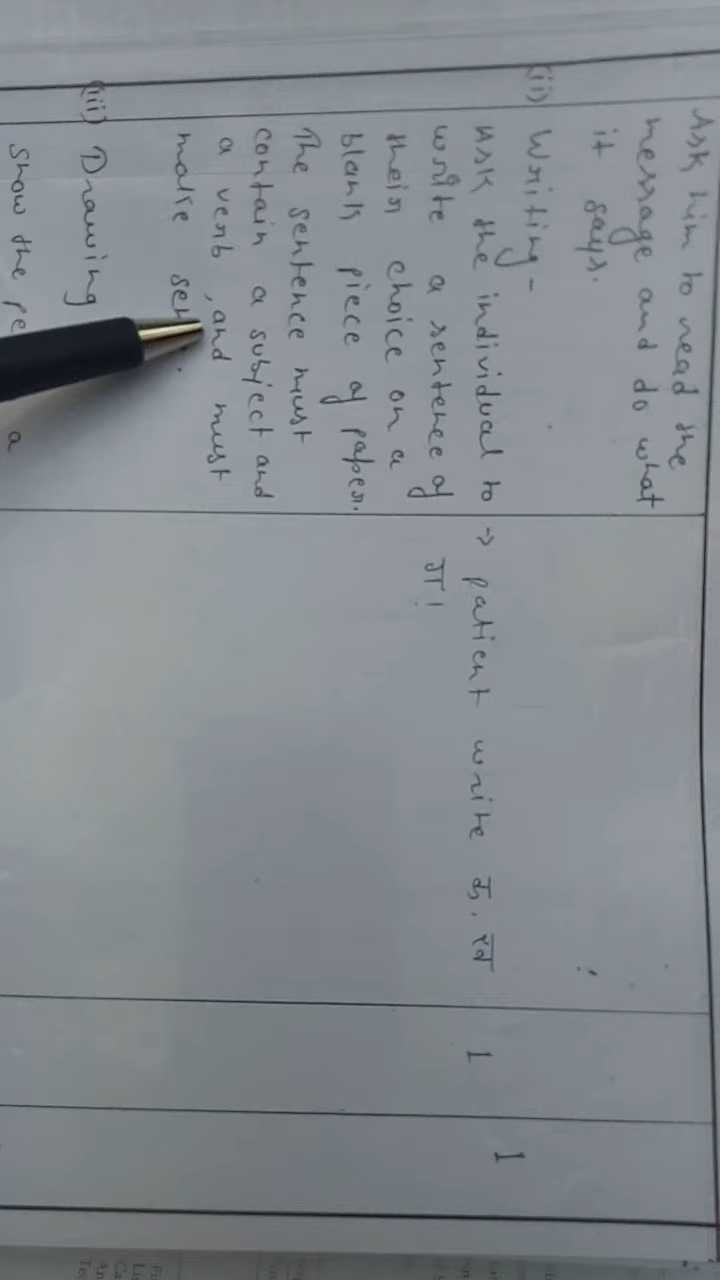 Ask him to read the
message and do what
it says.
(ii) Writing -
Ask the individual to
write a sentence of
their choice on a
blank piece of paper.
The sentence must
contain a subject and
a verb, and must
make
→ patient write क. ख
ग!
1
1
(iii) Drawing
Show the
a